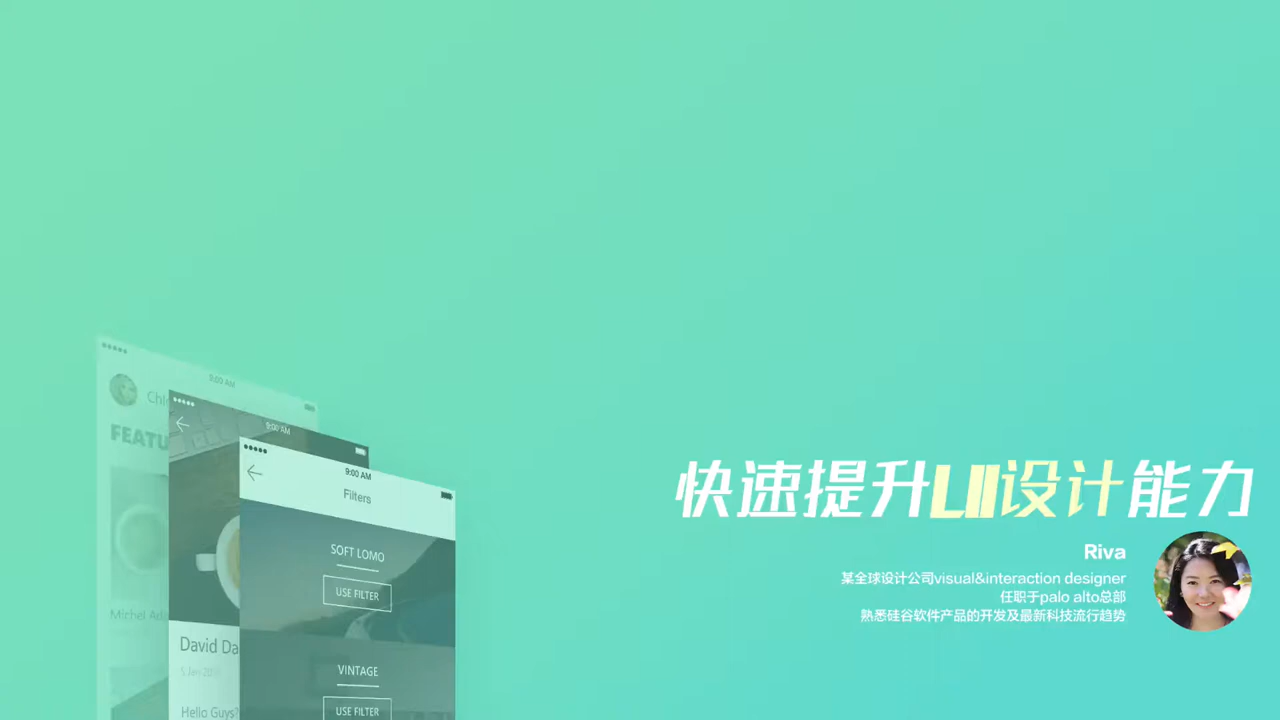 9:00 AM
FEATU
9:00 AM
9:00 AM
Filters
SOFT LOMO
USE FILTER
David Da
VINTAGE
USE FILTER
Hello Guys?
快速提升UI设计能力
Riva
某全球设计公司visual&interaction designer
任职于palo alto总部
熟悉硅谷软件产品的开发及最新科技流行趋势